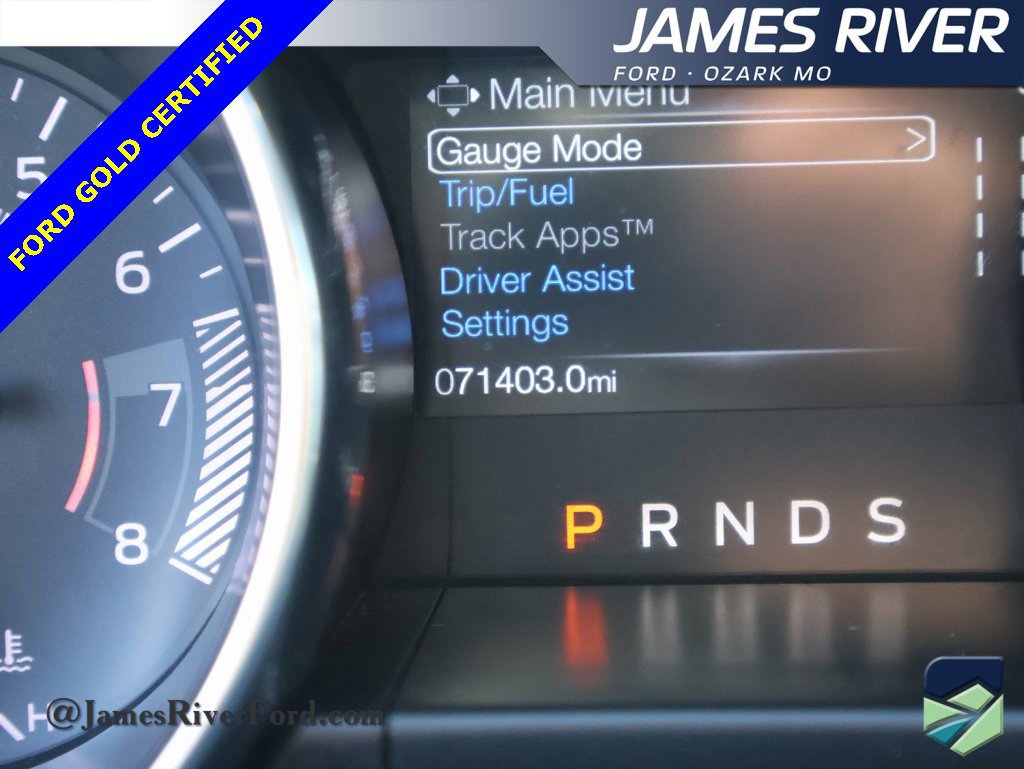 JAMES RIVER
FORD · OZARK MO
FORD GOLD CERTIFIED
Main Menu
Gauge Mode >
Trip/Fuel
Track Apps™
Driver Assist
Settings
071403.0mi
5
6
7
8
H
P R N D S
@JamesRiverFord.com